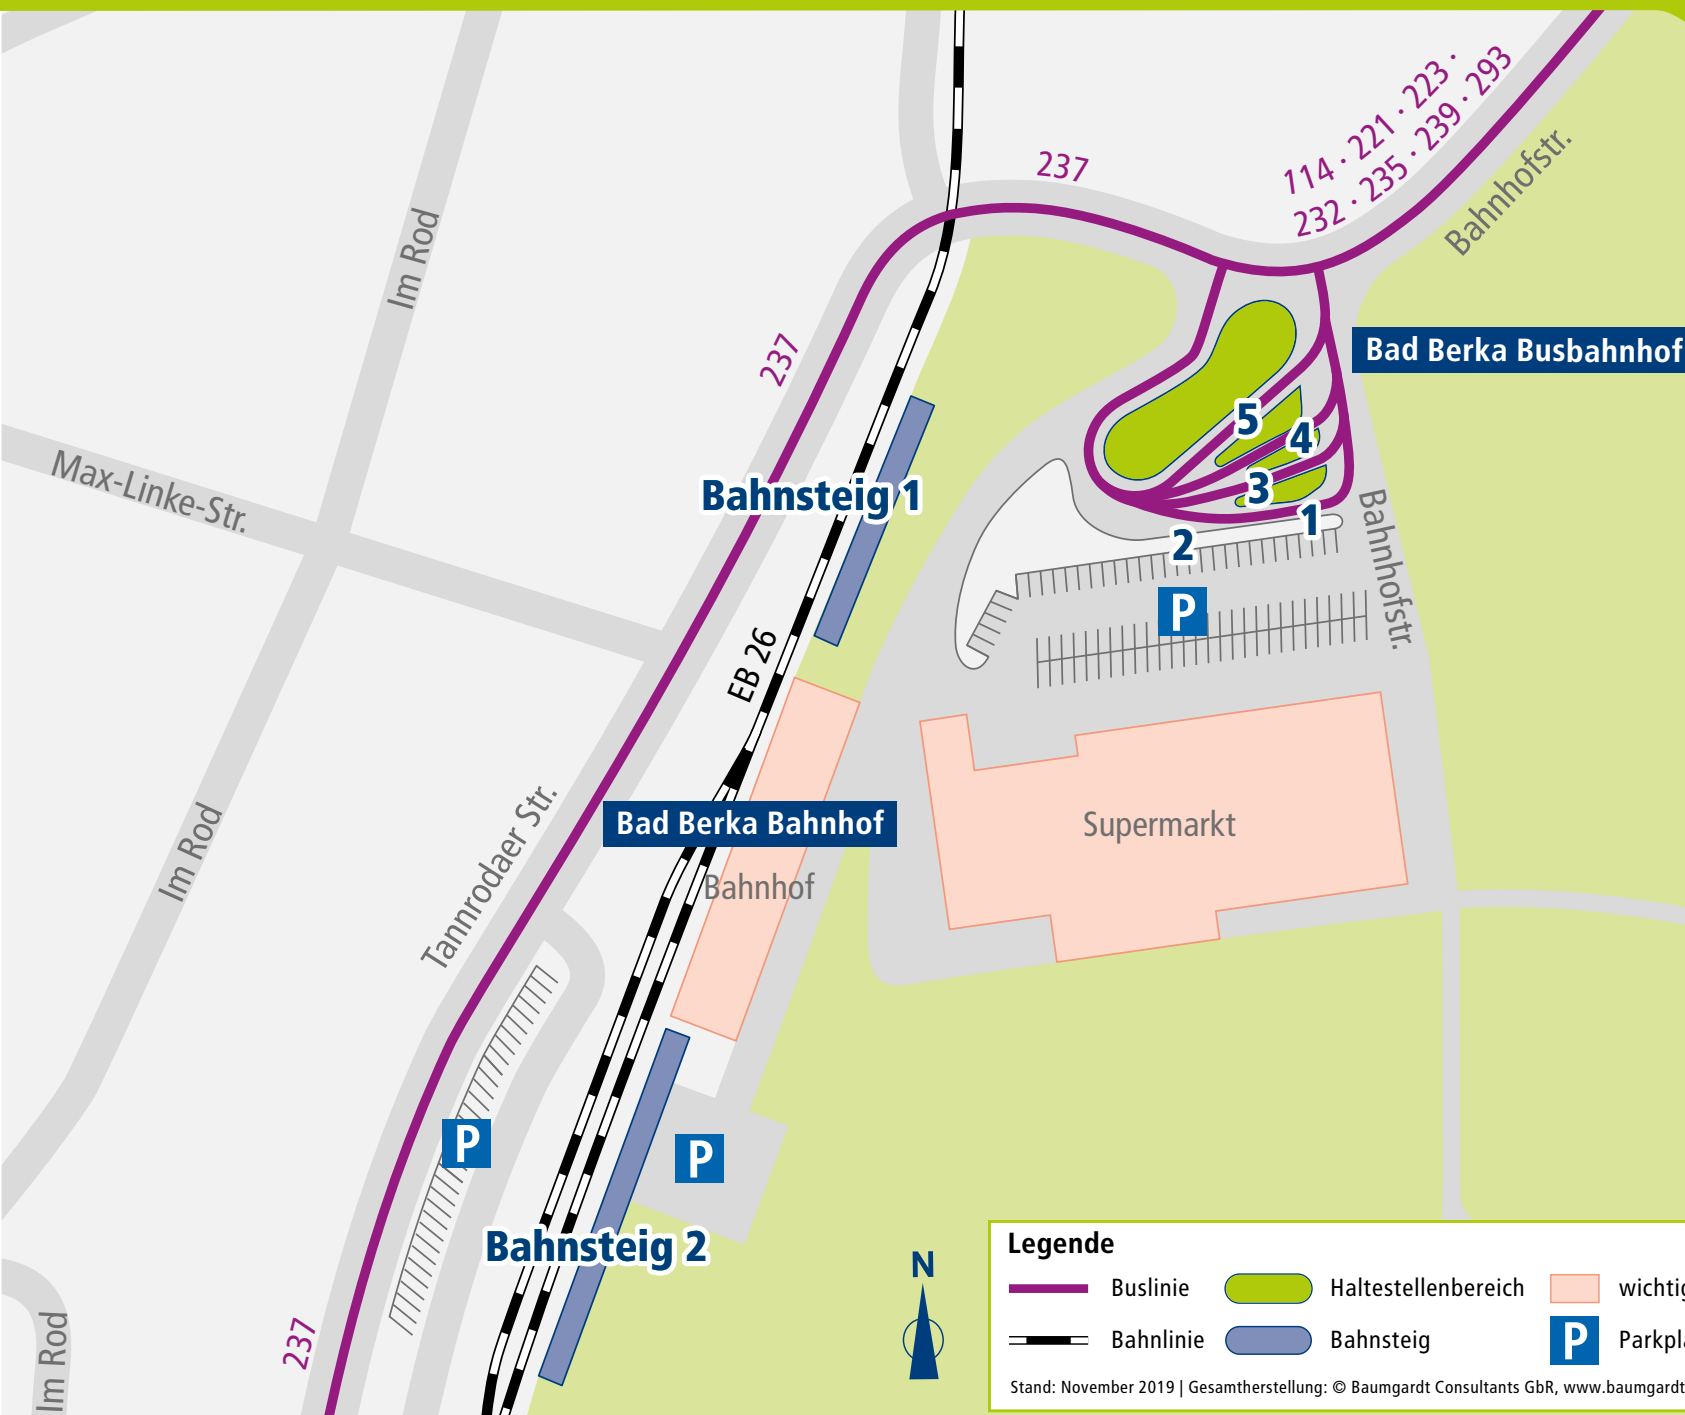 237
114 · 221 · 223 ·
232 · 235 · 239 · 293
Bahnhofstr.
Im Rod
237
Bad Berka Busbahnhof
5
4
Max-Linke-Str.
Bahnsteig 1
3
1
2
Bahnhofstr.
P
EB 26
Bad Berka Bahnhof
Supermarkt
Im Rod
Tannrodaer Str.
Bahnhof
P
P
Bahnsteig 2
237
Im Rod
N
Legende
Buslinie
Haltestellenbereich
wichtig
Bahnlinie
Bahnsteig
P
Parkpla
Stand: November 2019 | Gesamtherstellung: © Baumgardt Consultants GbR, www.baumgardt